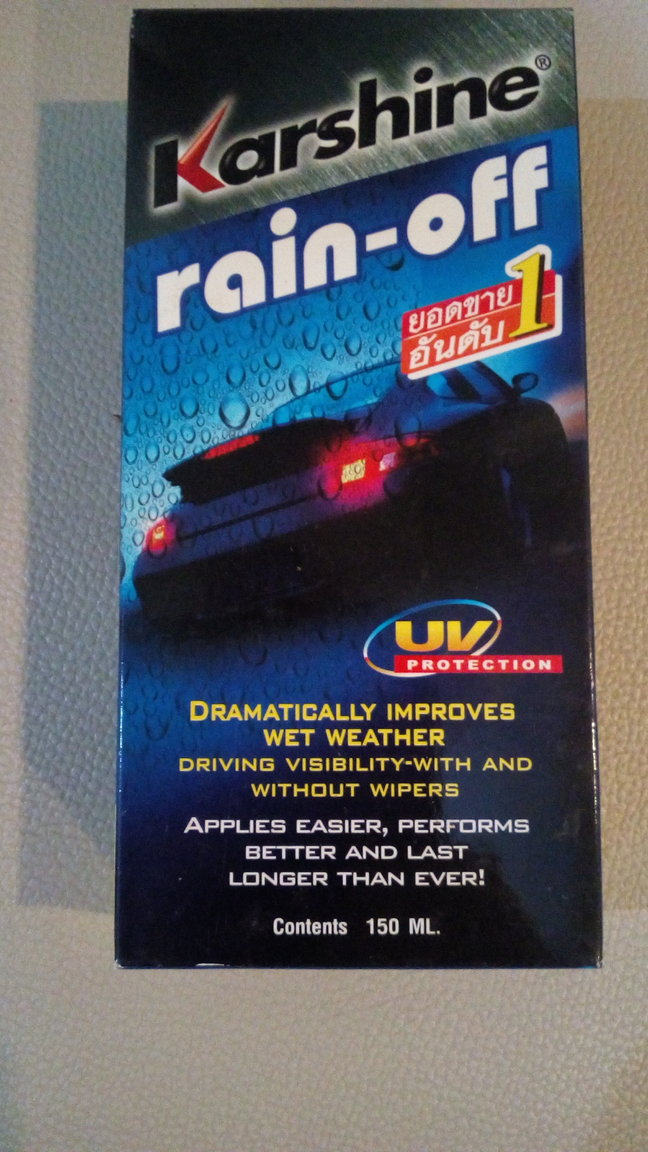 Karshine®
rain-off
ยอดขาย
อันดับ 1
UV
PROTECTION
DRAMATICALLY IMPROVES
WET WEATHER
DRIVING VISIBILITY-WITH AND
WITHOUT WIPERS
APPLIES EASIER, PERFORMS
BETTER AND LAST
LONGER THAN EVER!
Contents 150 ML.